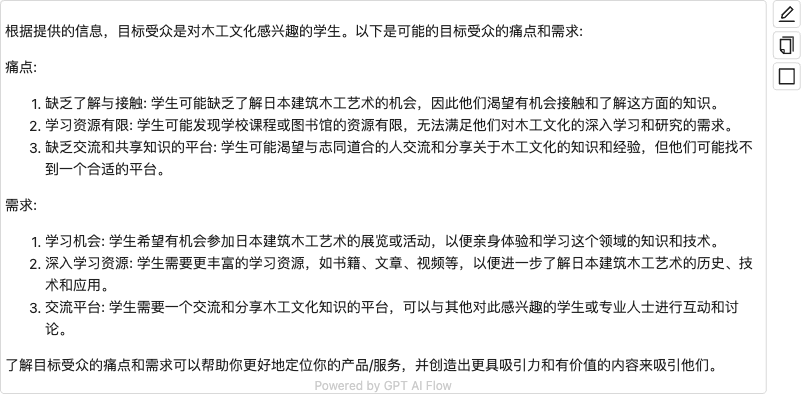 根据提供的信息，目标受众是对木工文化感兴趣的学生。以下是可能的目标受众的痛点和需求:
痛点:
1. 缺乏了解与接触: 学生可能缺乏了解日本建筑木工艺术的机会，因此他们渴望有机会接触和了解这方面的知识。
2. 学习资源有限: 学生可能发现学校课程或图书馆的资源有限，无法满足他们对木工文化的深入学习和研究的需求。
3. 缺乏交流和共享知识的平台: 学生可能渴望与志同道合的人交流和分享关于木工文化的知识和经验，但他们可能找不
到一个合适的平台。
需求:
1. 学习机会: 学生希望有机会参加日本建筑木工艺术的展览或活动，以便亲身体验和学习这个领域的知识和技术。
2. 深入学习资源: 学生需要更丰富的学习资源，如书籍、文章、视频等，以便进一步了解日本建筑木工艺术的历史、技
术和应用。
3. 交流平台: 学生需要一个交流和分享木工文化知识的平台，可以与其他对此感兴趣的学生或专业人士进行互动和讨
论。
了解目标受众的痛点和需求可以帮助你更好地定位你的产品/服务，并创造出更具吸引力和有价值的内容来吸引他们。
Powered by GPT AI Flow